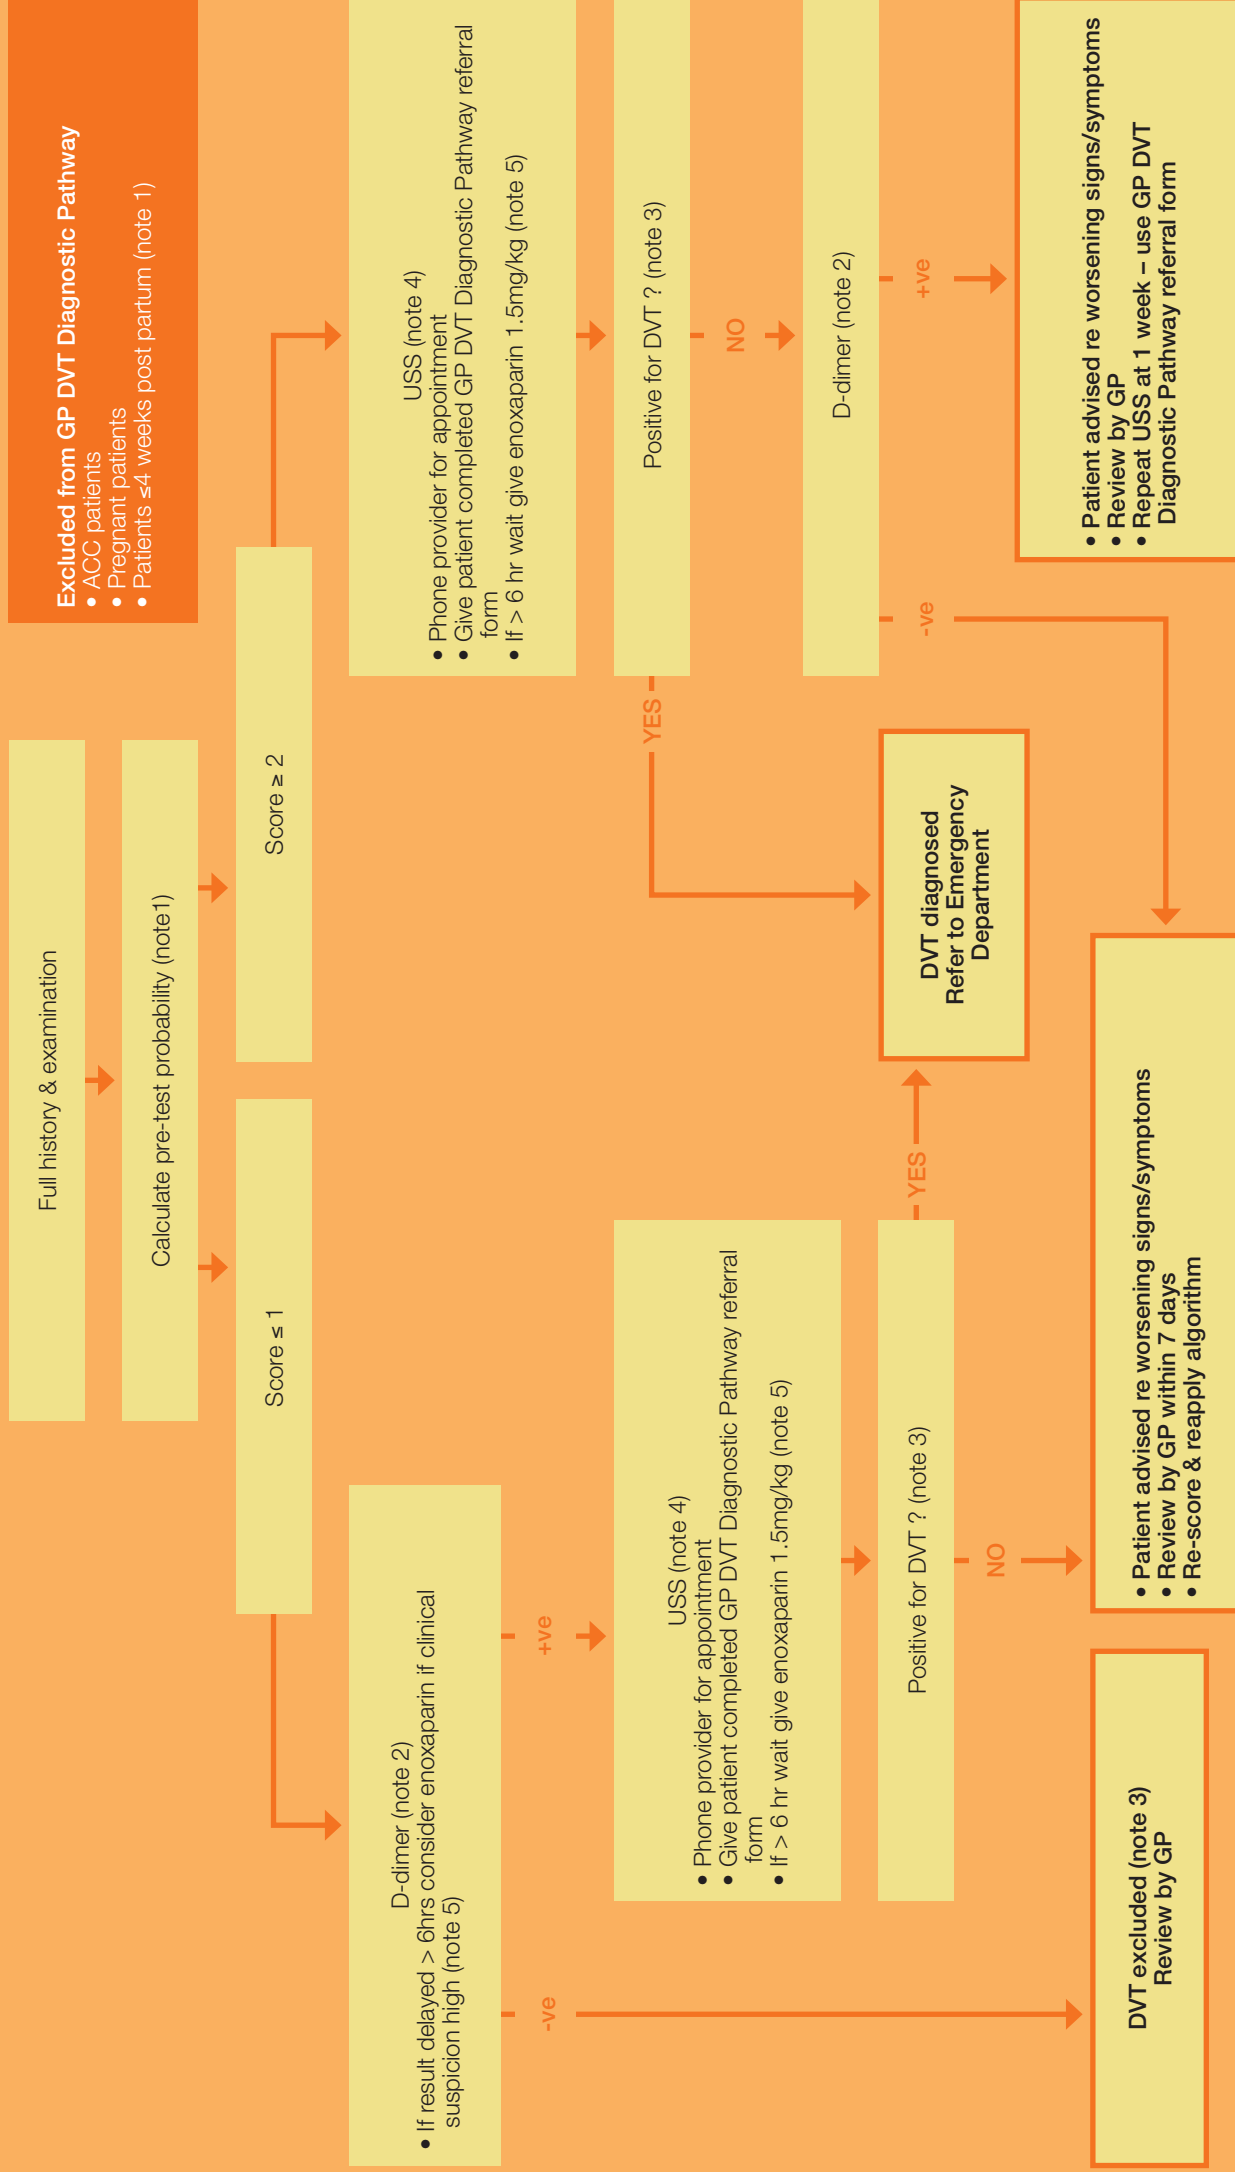 Full history & examination
Excluded from GP DVT Diagnostic Pathway
• ACC patients
• Pregnant patients
• Patients ≤4 weeks post partum (note 1)
Calculate pre-test probability (note1)
Score ≤ 1
Score ≥ 2
D-dimer (note 2)
• If result delayed > 6hrs consider enoxaparin if clinical
suspicion high (note 5)
-ve
+ve
USS (note 4)
• Phone provider for appointment
• Give patient completed GP DVT Diagnostic Pathway referral
form
• If > 6 hr wait give enoxaparin 1.5mg/kg (note 5)
Positive for DVT ? (note 3)
YES
NO
USS (note 4)
• Phone provider for appointment
• Give patient completed GP DVT Diagnostic Pathway referral
form
• If > 6 hr wait give enoxaparin 1.5mg/kg (note 5)
Positive for DVT ? (note 3)
YES
NO
D-dimer (note 2)
-ve
+ve
DVT diagnosed
Refer to Emergency
Department
DVT excluded (note 3)
Review by GP
• Patient advised re worsening signs/symptoms
• Review by GP within 7 days
• Re-score & reapply algorithm
• Patient advised re worsening signs/symptoms
• Review by GP
• Repeat USS at 1 week – use GP DVT
Diagnostic Pathway referral form